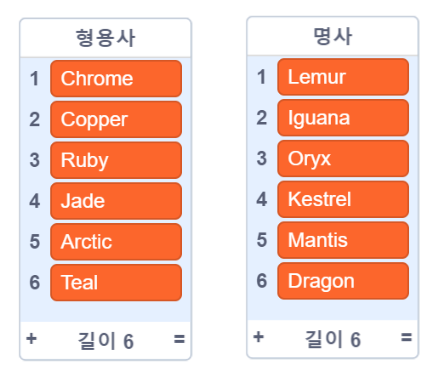 형용사
1 Chrome
2 Copper
3 Ruby
4 Jade
5 Arctic
6 Teal
+ 길이 6 =
명사
1 Lemur
2 Iguana
3 Oryx
4 Kestrel
5 Mantis
6 Dragon
+ 길이 6 =